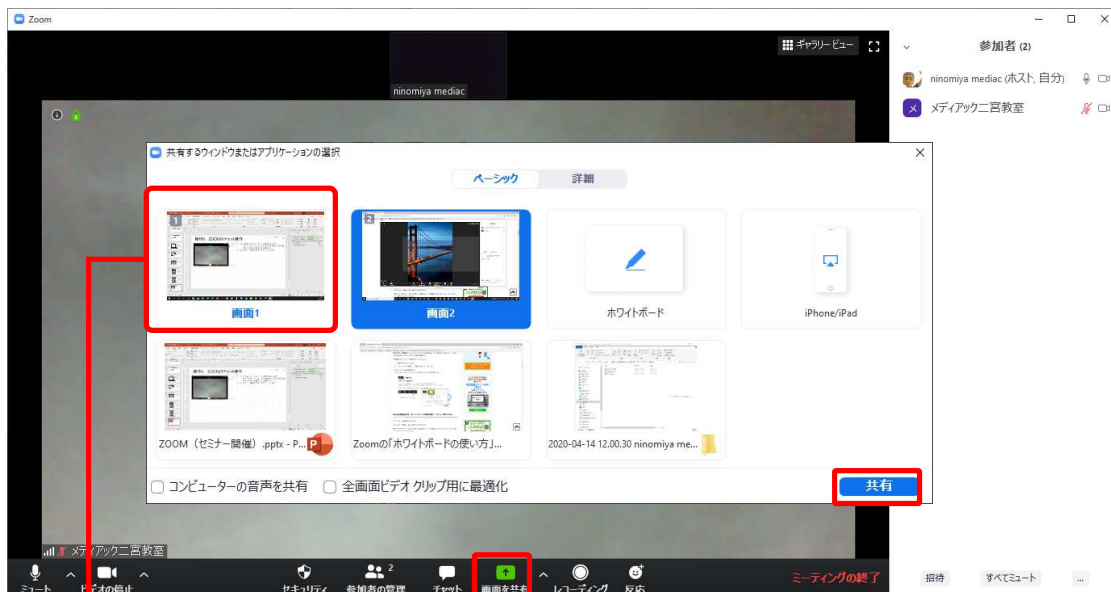 Zoom
ギャラリービュー
参加者 (2)
ninomiya mediac
ninomiya mediac (ホスト, 自分)
メ メディアック二宮教室
共有するウィンドウまたはアプリケーションの選択
ベーシック 詳細
1
2
画面1
画面2
ホワイトボード
iPhone/iPad
ZOOM（セミナー開催）.pptx - P...
Zoomの「ホワイトボードの使い方」...
2020-04-14 12.00.30 ninomiya me...
コンピューターの音声を共有
全画面ビデオ クリップ用に最適化
共有
メディアック二宮教室
ミュート
ビデオの停止
セキュリティ
参加者の管理
2
チャット
画面を共有
レコーディング
反応
ミーティングの終了
招待
すべてミュート
...